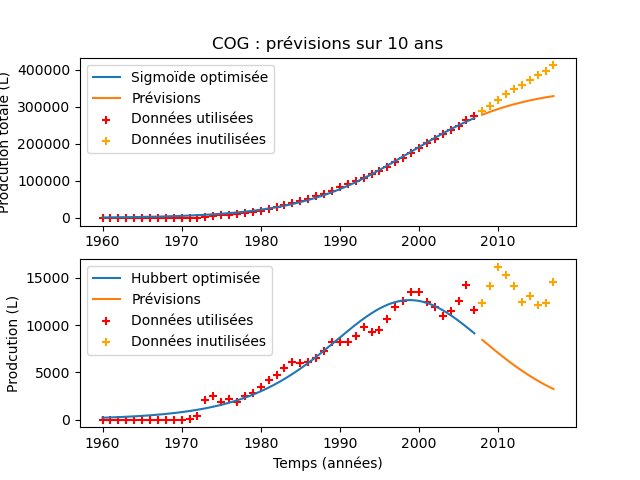 COG : prévisions sur 10 ans
Prodcution totale (L)
400000
300000
200000
100000
0
Sigmoïde optimisée
Prévisions
Données utilisées
Données inutilisées
1960 1970 1980 1990 2000 2010
Prodcution (L)
15000
10000
5000
0
Hubbert optimisée
Prévisions
Données utilisées
Données inutilisées
1960 1970 1980 1990 2000 2010
Temps (années)